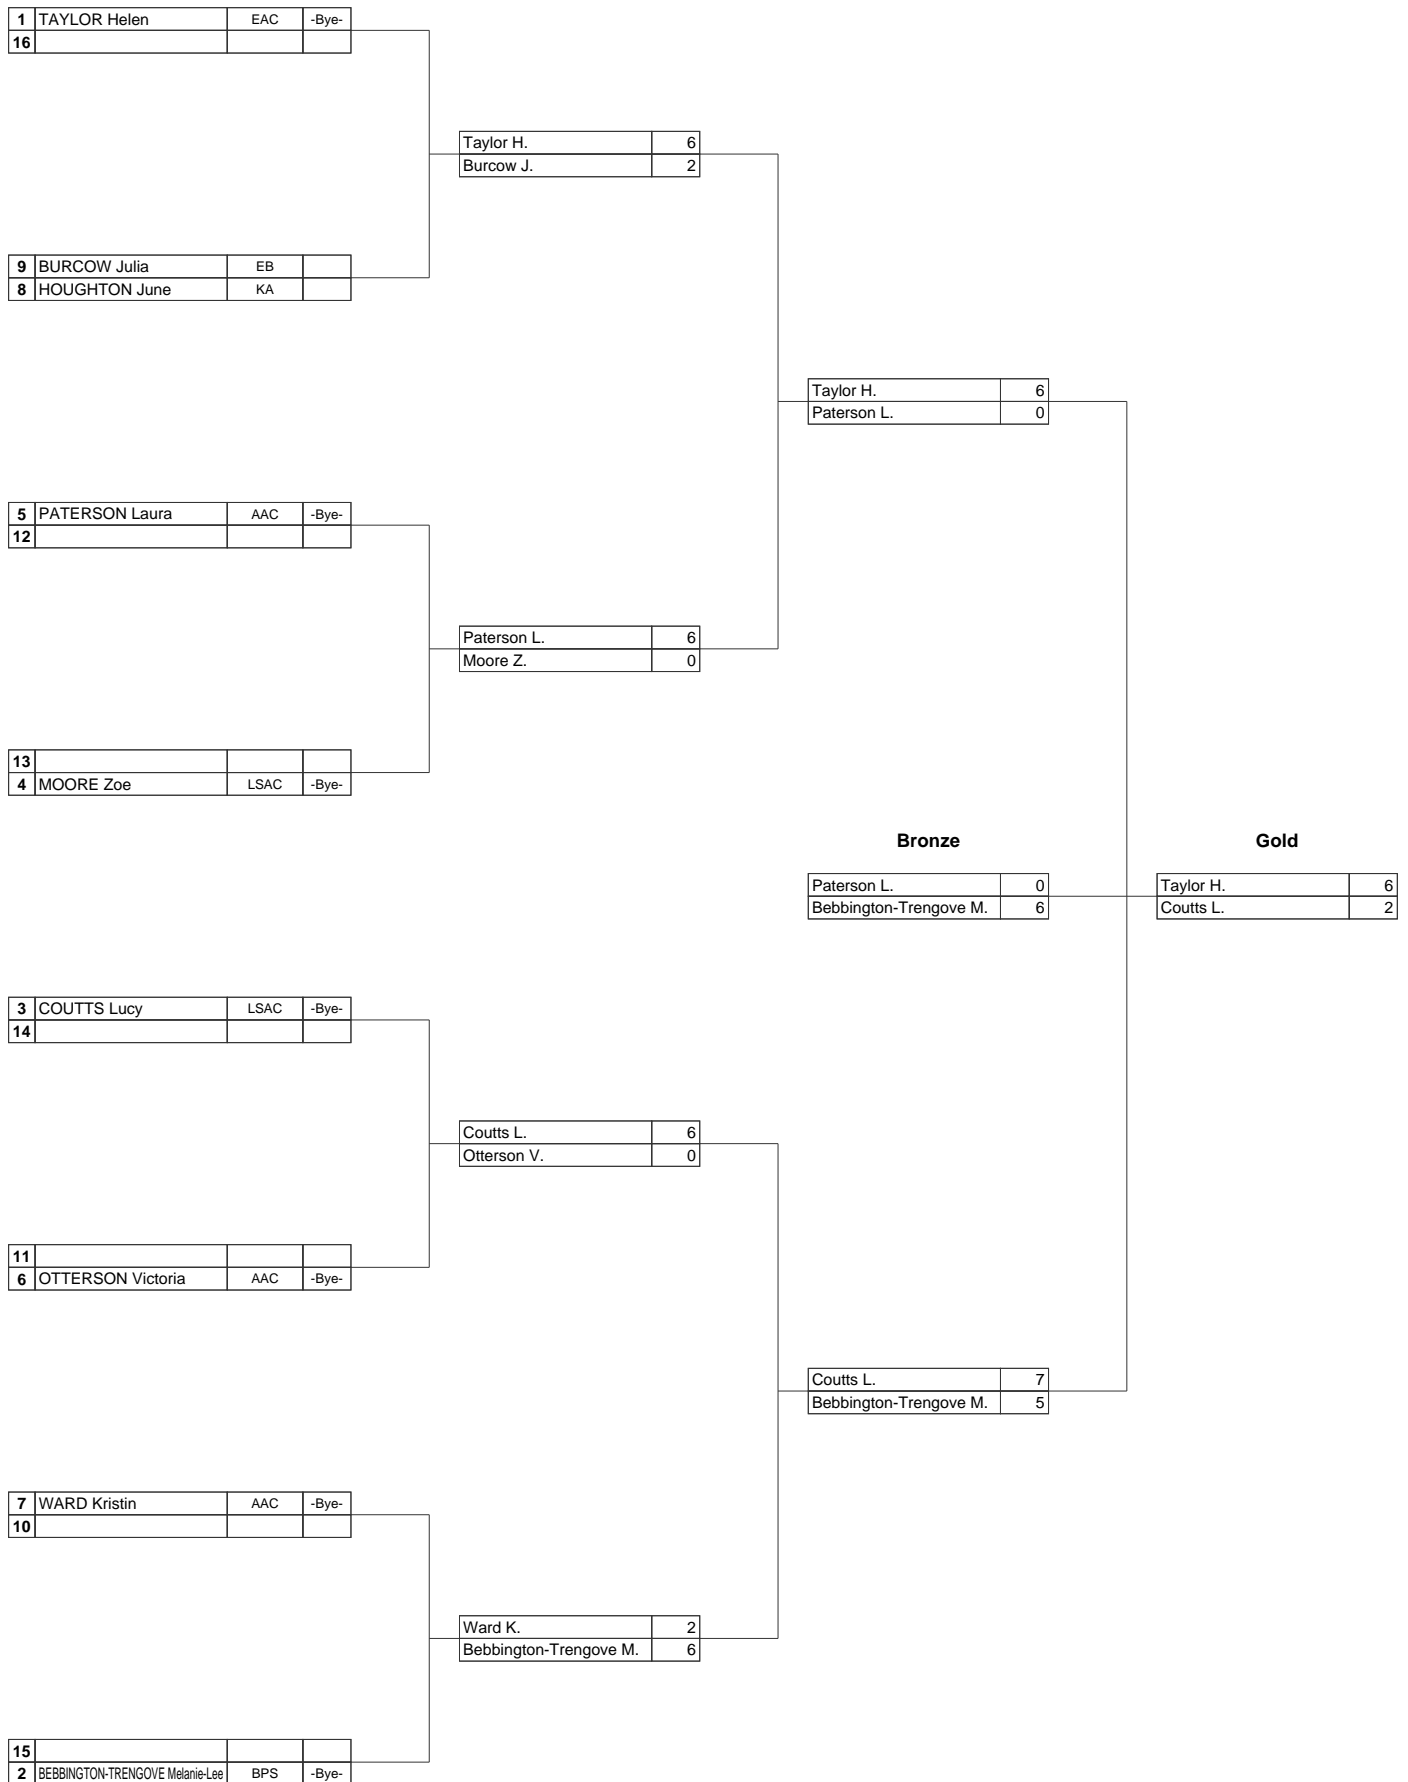 1 TAYLOR Helen EAC -Bye-
16
Taylor H. 6
Burcow J. 2
9 BURCOW Julia EB
8 HOUGHTON June KA
Taylor H. 6
Paterson L. 0
5 PATERSON Laura AAC -Bye-
12
Paterson L. 6
Moore Z. 0
13
4 MOORE Zoe LSAC -Bye-
Bronze Gold
Paterson L. 0 Taylor H. 6
Bebbington-Trengove M. 6 Coutts L. 2
3 COUTTS Lucy LSAC -Bye-
14
Coutts L. 6
Otterson V. 0
11
6 OTTERSON Victoria AAC -Bye-
Coutts L. 7
Bebbington-Trengove M. 5
7 WARD Kristin AAC -Bye-
10
Ward K. 2
Bebbington-Trengove M. 6
15
2 BEBBINGTON-TRENGOVE Melanie-Lee BPS -Bye-